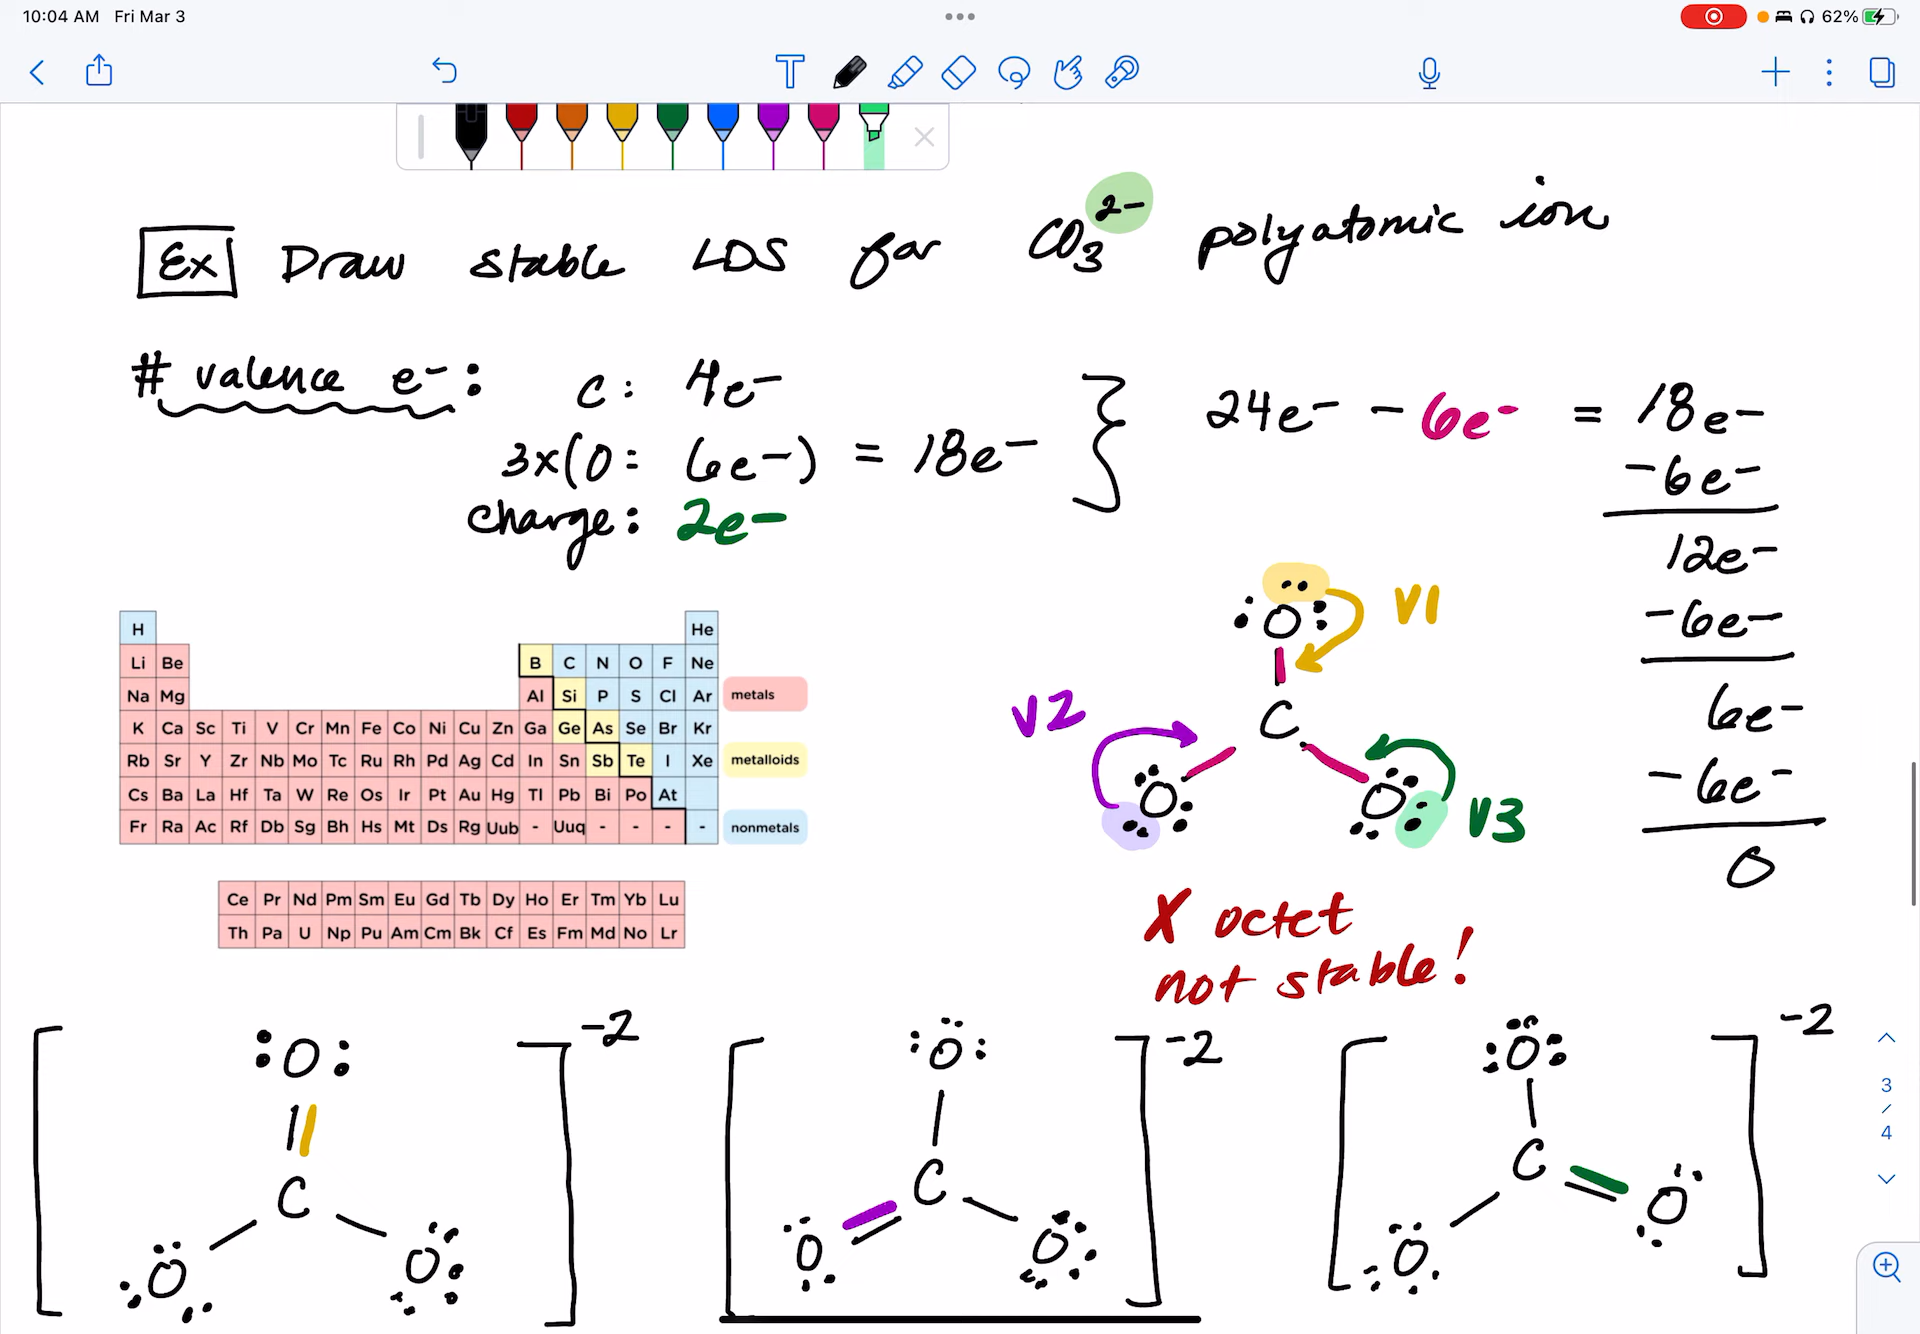 10:04 AM Fri Mar 3
62%
Ex Draw stable LDS for CO₃²⁻ polyatomic ion
# valence e⁻: C: 4e⁻
3x(O: 6e⁻) = 18e⁻
charge: 2e⁻
24e⁻ - 6e⁻ = 18e⁻
-6e⁻
12e⁻
-6e⁻
6e⁻
-6e⁻
0
H He
Li Be B C N O F Ne
Na Mg Al Si P S Cl Ar metals
K Ca Sc Ti V Cr Mn Fe Co Ni Cu Zn Ga Ge As Se Br Kr
Rb Sr Y Zr Nb Mo Tc Ru Rh Pd Ag Cd In Sn Sb Te I Xe metalloids
Cs Ba La Hf Ta W Re Os Ir Pt Au Hg Tl Pb Bi Po At
Fr Ra Ac Rf Db Sg Bh Hs Mt Ds Rg Uub - Uuq - - - - nonmetals
Ce Pr Nd Pm Sm Eu Gd Tb Dy Ho Er Tm Yb Lu
Th Pa U Np Pu Am Cm Bk Cf Es Fm Md No Lr
O V1
V2 C
O O V3
X octet
not stable!
O -2
C
O O
O -2
C
O O
O -2
C O
O
3
/
4